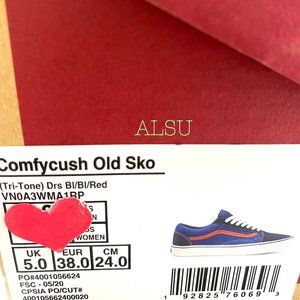 ALSU
Comfycush Old Sko
(Tri-Tone) Drs Bl/Bl/Red
VN0A3WMA1RP
WOMEN
UK EUR CM
5.0 38.0 24.0
PO#4001056624
FSC - 05/20
CPSIA PO/CUT#
400105662400020
1 92825 76069 3